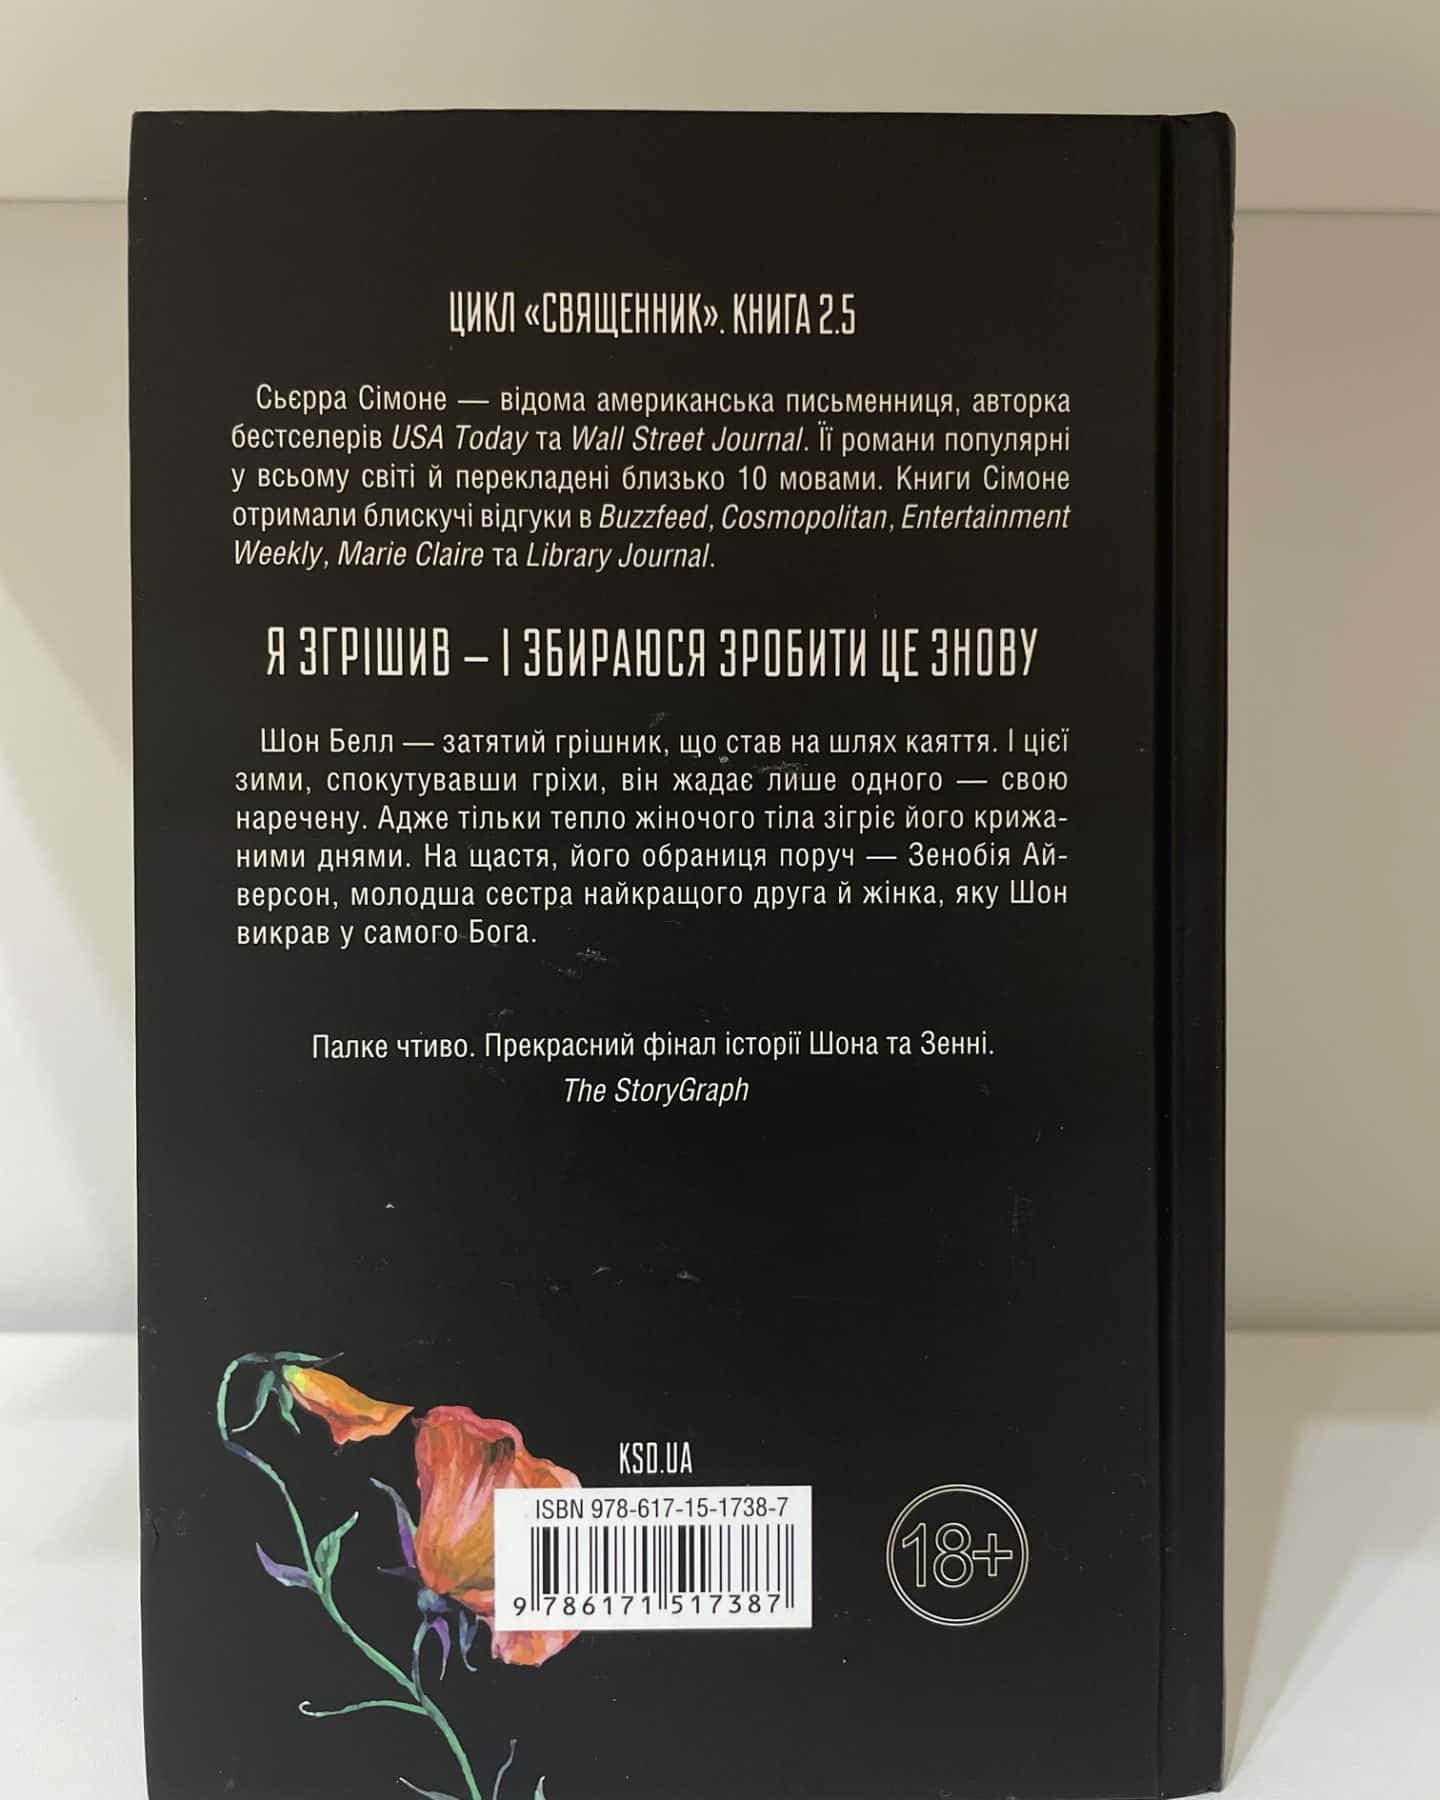 ЦИКЛ «СВЯЩЕННИК». КНИГА 2.5
Сьєрра Сімоне — відома американська письменниця, авторка
бестселерів USA Today та Wall Street Journal. Її романи популярні
у всьому світі й перекладені близько 10 мовами. Книги Сімоне
отримали блискучі відгуки в Buzzfeed, Cosmopolitan, Entertainment
Weekly, Marie Claire та Library Journal.
Я ЗГРІШИВ – І ЗБИРАЮСЯ ЗРОБИТИ ЦЕ ЗНОВУ
Шон Белл — затятий грішник, що став на шлях каяття. І цієї
зими, спокутувавши гріхи, він жадає лише одного — свою
наречену. Адже тільки тепло жіночого тіла зігріє його крижа-
ними днями. На щастя, його обраниця поруч — Зенобія Ай-
версон, молодша сестра найкращого друга й жінка, яку Шон
викрав у самого Бога.
Палке чтиво. Прекрасний фінал історії Шона та Зенні.
The StoryGraph
KSD.UA
ISBN 978-617-15-1738-7
9 786171 517387
18+